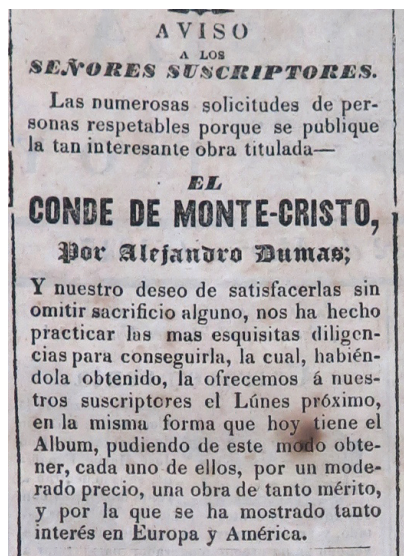 AVISO
A LOS
SEÑORES SUSCRIPTORES.
Las numerosas solicitudes de per-
sonas respetables porque se publique
la tan interesante obra titulada—
EL
CONDE DE MONTE-CRISTO,
Por Alejandro Dumas;
Y nuestro deseo de satisfacerlas sin
omitir sacrificio alguno, nos ha hecho
practicar las mas esquisitas diligen-
cias para conseguirla, la cual, habién-
dola obtenido, la ofrecemos á nues-
tros suscriptores el Lúnes próximo,
en la misma forma que hoy tiene el
Album, pudiendo de este modo obte-
ner, cada uno de ellos, por un mode-
rado precio, una obra de tanto mérito,
y por la que se ha mostrado tanto
interés en Europa y América.